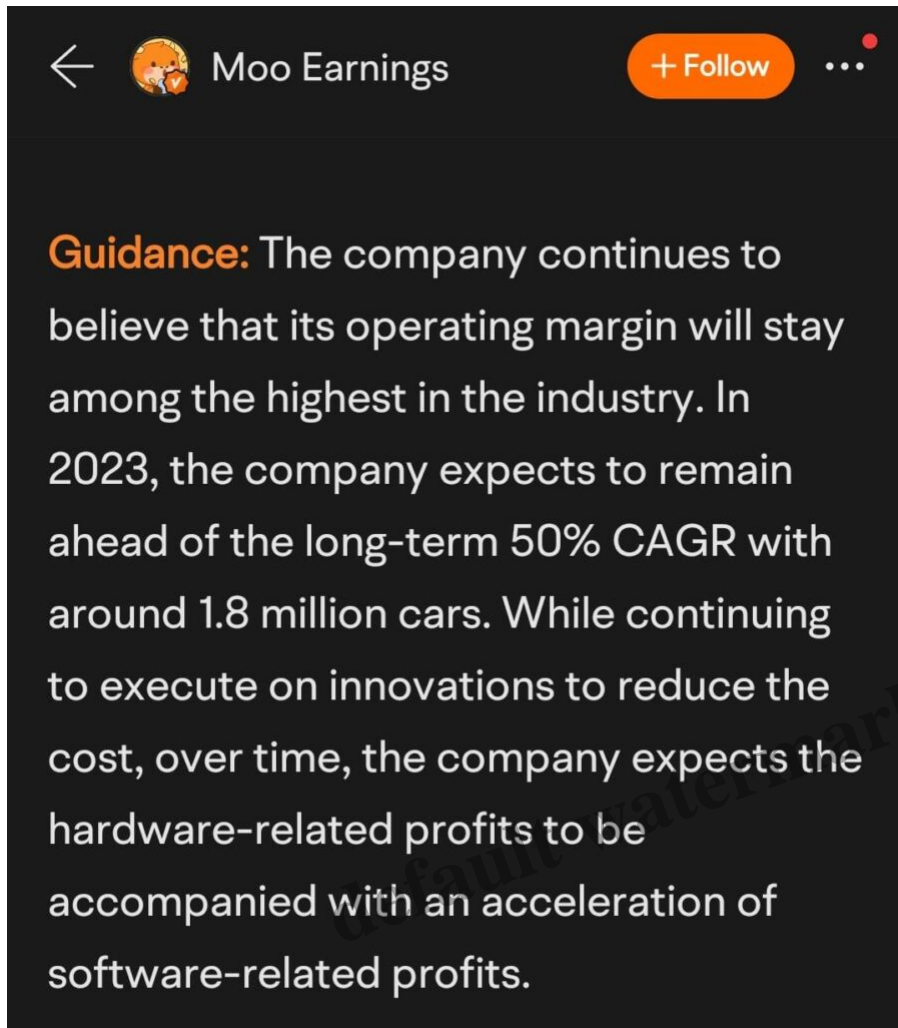 Moo Earnings
+ Follow
Guidance: The company continues to
believe that its operating margin will stay
among the highest in the industry. In
2023, the company expects to remain
ahead of the long-term 50% CAGR with
around 1.8 million cars. While continuing
to execute on innovations to reduce the
cost, over time, the company expects the
hardware-related profits to be
accompanied with an acceleration of
software-related profits.
default watermark